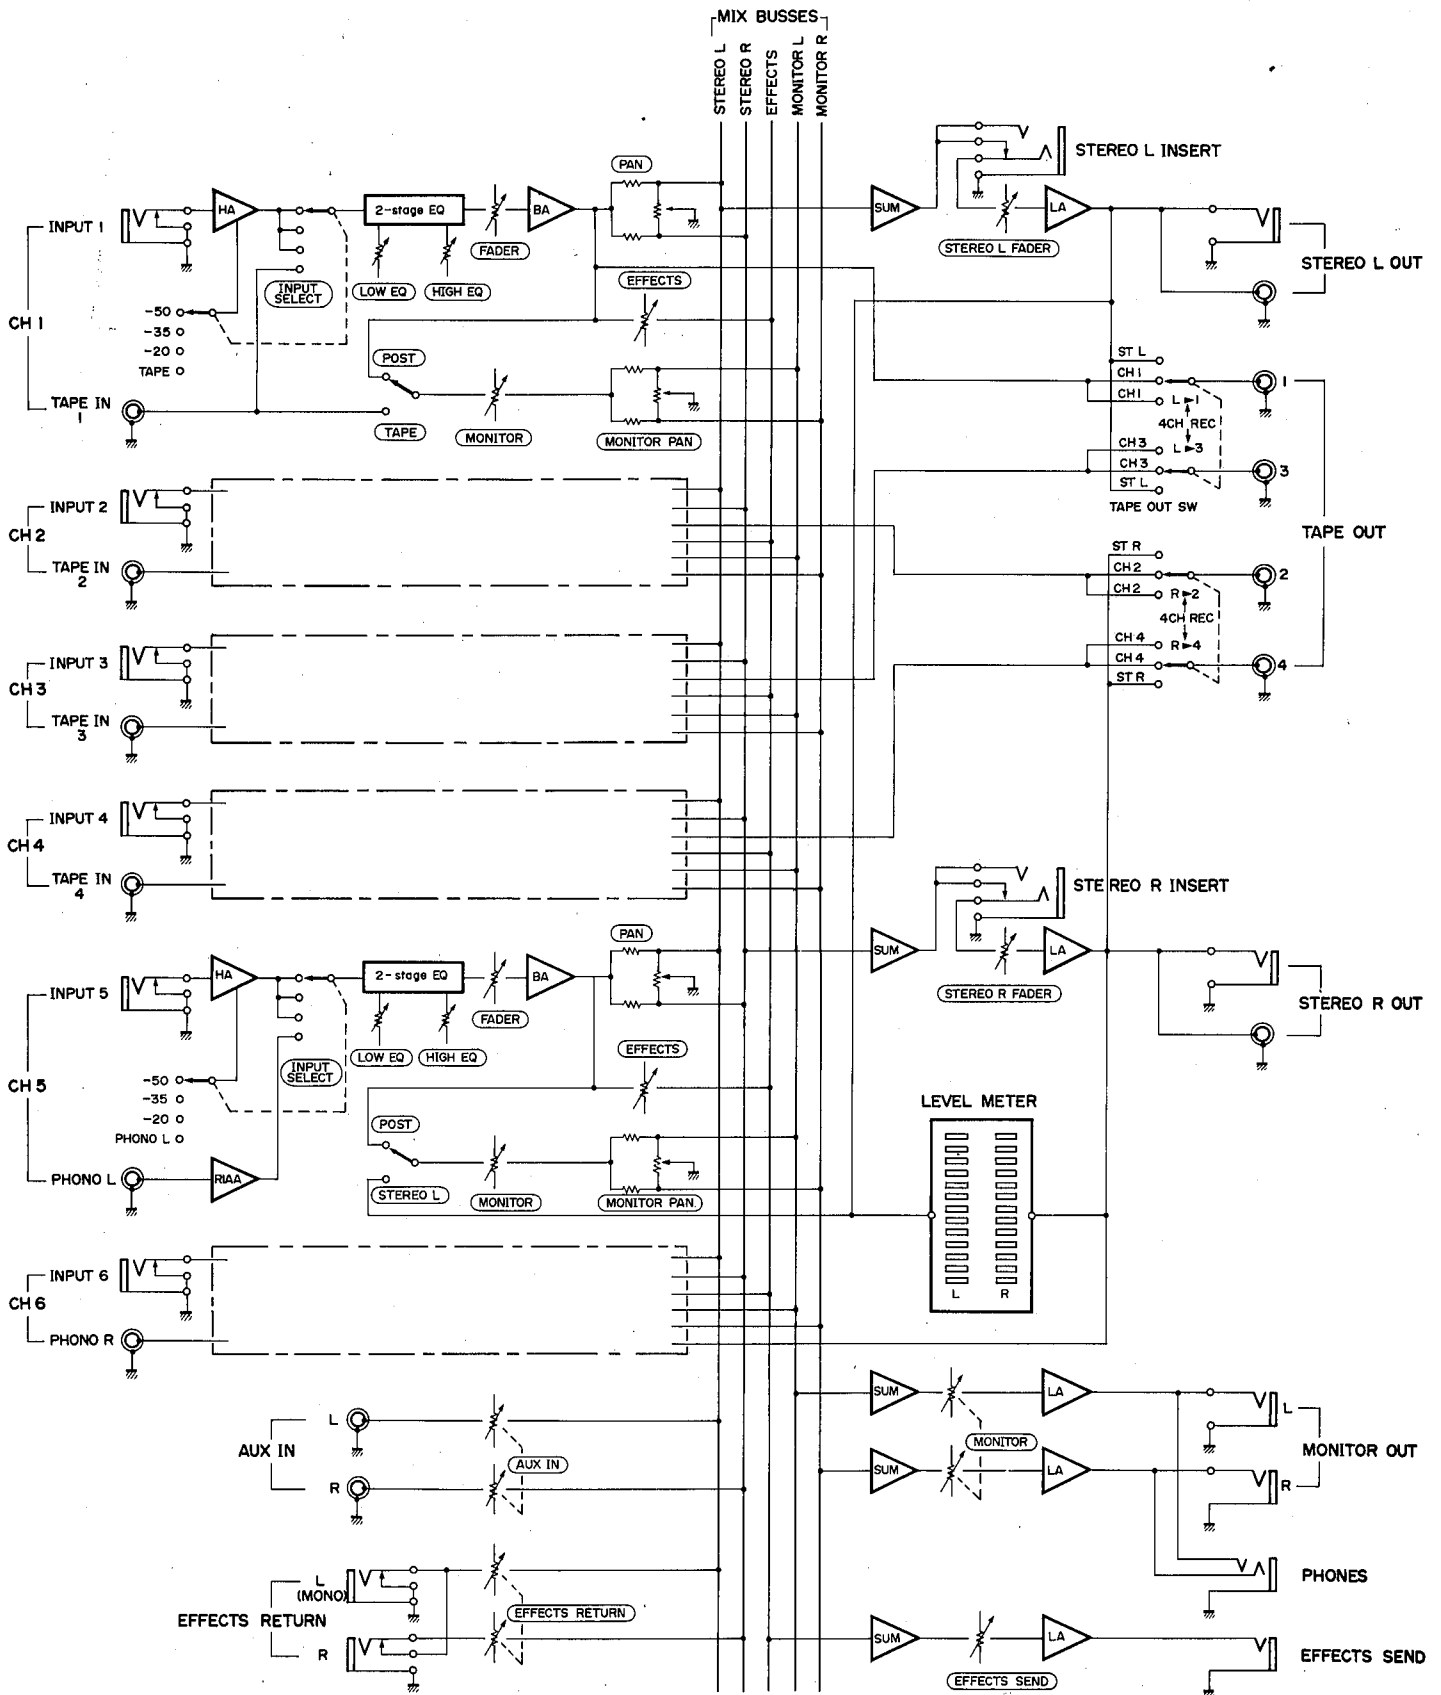 MIX BUSSES
STEREO L
STEREO R
EFFECTS
MONITOR L
MONITOR R
CH 1
INPUT 1
HA
INPUT
SELECT
-50
-35
-20
TAPE
TAPE IN
1
2-stage EQ
LOW EQ
HIGH EQ
FADER
BA
PAN
EFFECTS
POST
TAPE
MONITOR
MONITOR PAN
CH 2
INPUT 2
TAPE IN
2
CH 3
INPUT 3
TAPE IN
3
CH 4
INPUT 4
TAPE IN
4
CH 5
INPUT 5
HA
INPUT
SELECT
-50
-35
-20
PHONO L
PHONO L
RIAA
2-stage EQ
LOW EQ
HIGH EQ
FADER
BA
PAN
EFFECTS
POST
STEREO L
MONITOR
MONITOR PAN.
CH 6
INPUT 6
PHONO R
AUX IN
L
R
AUX IN
EFFECTS RETURN
L
(MONO)
R
EFFECTS RETURN
SUM
STEREO L INSERT
STEREO L FADER
LA
STEREO L OUT
ST L
CH 1
CH 1
L ► 1
4CH REC
L ► 3
CH 3
CH 3
ST L
TAPE OUT SW
1
3
TAPE OUT
ST R
CH 2
CH 2
R ► 2
4CH REC
R ► 4
CH 4
CH 4
ST R
2
4
SUM
STEREO R INSERT
STEREO R FADER
LA
STEREO R OUT
LEVEL METER
L
R
SUM
LA
L
MONITOR
MONITOR OUT
SUM
LA
R
PHONES
SUM
LA
EFFECTS SEND
EFFECTS SEND